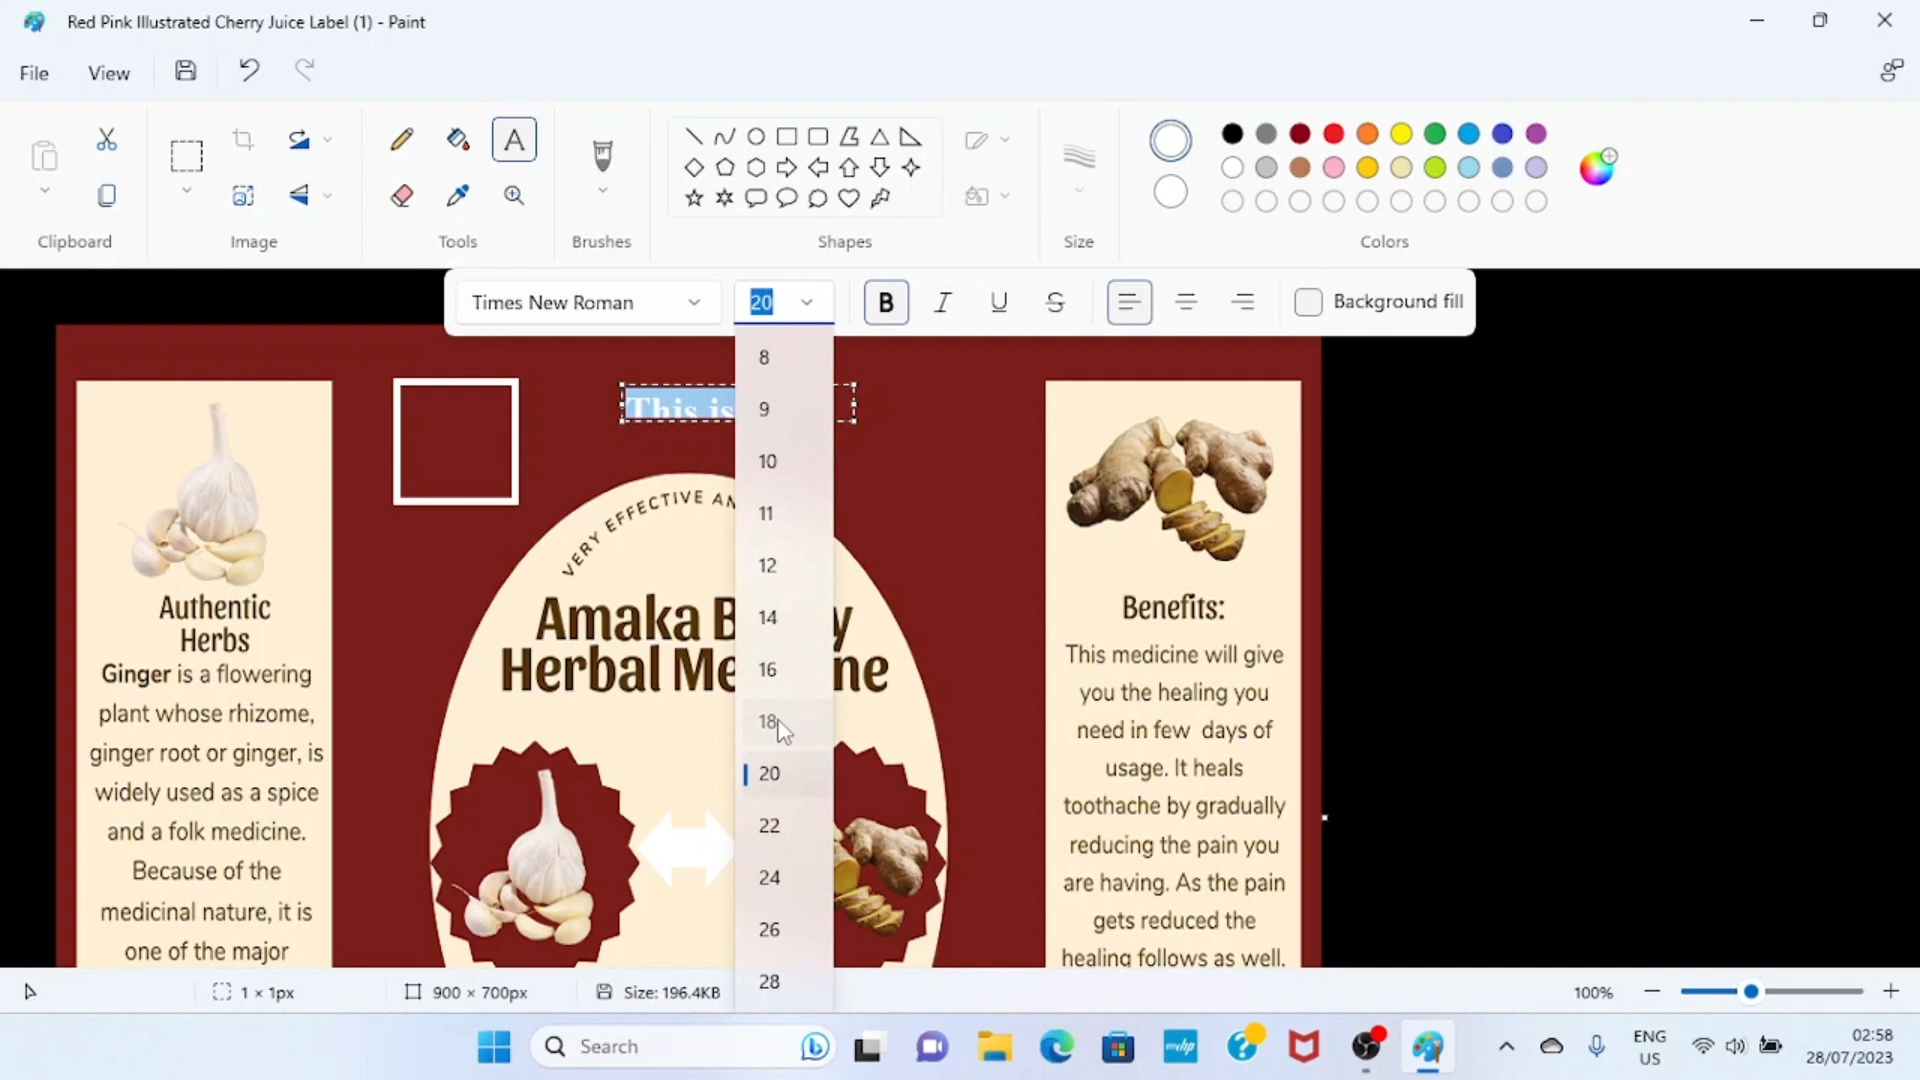 Red Pink Illustrated Cherry Juice Label (1) - Paint
File
View
Clipboard
Image
Tools
Brushes
Shapes
Size
Colors
A
Times New Roman
20
B
I
U
S
Background fill
8
9
10
11
12
14
16
18
20
22
24
26
28
This is
VERY EFFECTIVE AN
Amaka B y
Herbal Me ne
Authentic
Herbs
Ginger is a flowering
plant whose rhizome,
ginger root or ginger, is
widely used as a spice
and a folk medicine.
Because of the
medicinal nature, it is
one of the major
Benefits:
This medicine will give
you the healing you
need in few days of
usage. It heals
toothache by gradually
reducing the pain you
are having. As the pain
gets reduced the
healing follows as well.
1 × 1px
900 × 700px
Size: 196.4KB
100%
Search
myhp
ENG
US
02:58
28/07/2023